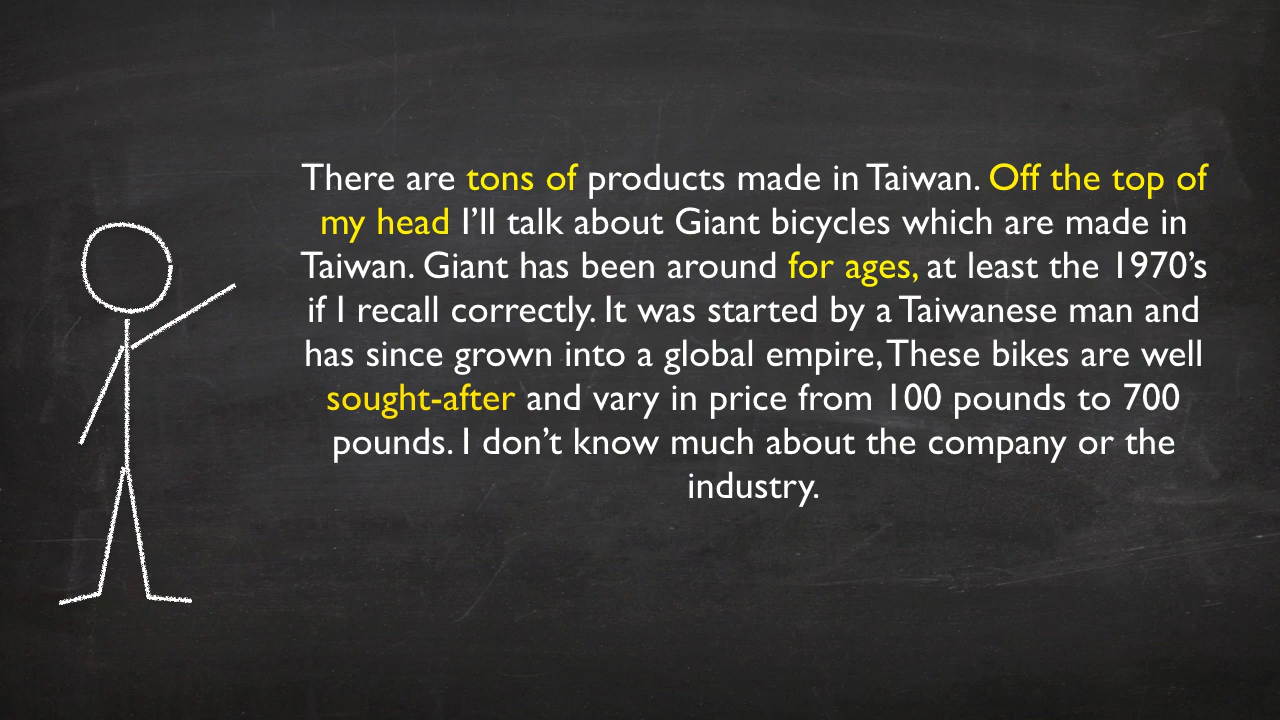 There are tons of products made in Taiwan. Off the top of
my head I’ll talk about Giant bicycles which are made in
Taiwan. Giant has been around for ages, at least the 1970’s
if I recall correctly. It was started by a Taiwanese man and
has since grown into a global empire, These bikes are well
sought-after and vary in price from 100 pounds to 700
pounds. I don’t know much about the company or the
industry.